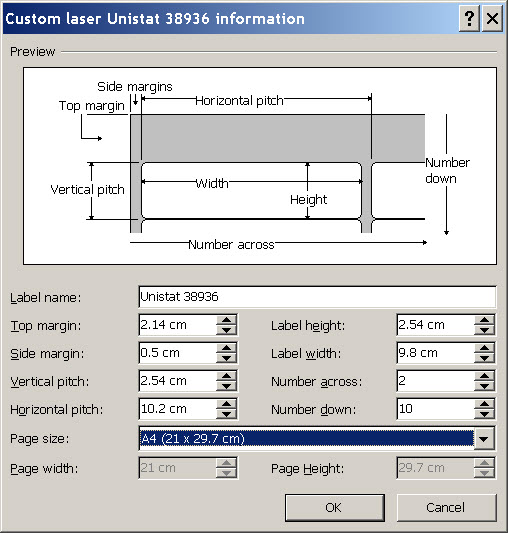 Custom laser Unistat 38936 information
Preview
Side margins
Top margin
Horizontal pitch
Number down
Vertical pitch
Width
Height
Number across
Label name: Unistat 38936
Top margin: 2.14 cm Label height: 2.54 cm
Side margin: 0.5 cm Label width: 9.8 cm
Vertical pitch: 2.54 cm Number across: 2
Horizontal pitch: 10.2 cm Number down: 10
Page size: A4 (21 x 29.7 cm)
Page width: 21 cm Page Height: 29.7 cm
OK Cancel